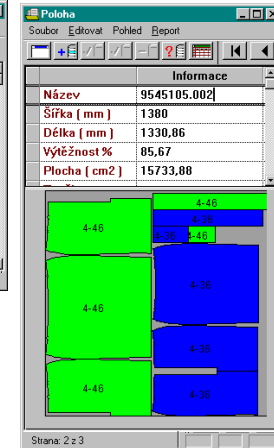 Poloha
Soubor Editovat Pohled Report
Informace
Název 9545105.002
Šířka ( mm ) 1380
Délka ( mm ) 1330,86
Výtěžnost % 85,67
Plocha ( cm2 ) 15733,88
4-46
4-36
4-36 4-46
4-46
4-36
4-46
4-36
4-46
4-36
Strana: 2 z 3